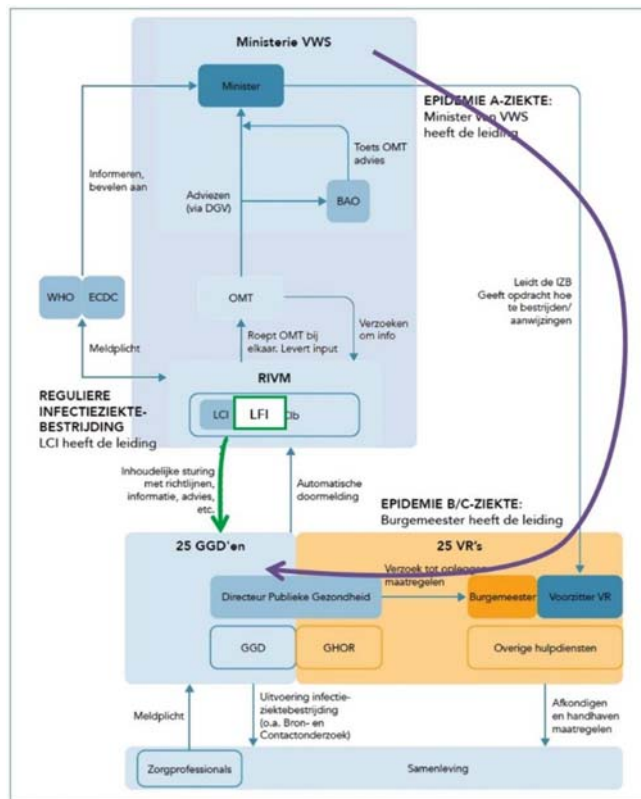 Ministerie VWS
Minister
EPIDEMIE A-ZIEKTE:
Minister van VWS
heeft de leiding
Toets OMT
advies
Informeren,
bevelen aan
Adviezen
(via DGV)
BAO
Leidt de IZB
Geeft opdracht hoe
te bestrijden/
aanwijzingen
WHO
ECDC
OMT
Meldplicht
Roept OMT bij
elkaar. Levert input
Verzoeken
om info
RIVM
REGULIERE
INFECTIEZIEKTE-
BESTRIJDING
LCI heeft de leiding
LCI
LFI
CIb
Inhoudelijke sturing
met richtlijnen,
informatie, advies,
etc.
Automatische
doormelding
EPIDEMIE B/C-ZIEKTE:
Burgemeester heeft de leiding
25 GGD'en
25 VR's
Verzoek tot opleggen
maatregelen
Directeur Publieke Gezondheid
Burgemeester
Voorzitter VR
GGD
GHOR
Overige hulpdiensten
Meldplicht
Uitvoering infectie-
ziektebestrijding
(o.a. Bron- en
Contactonderzoek)
Afkondigen
en handhaven
maatregelen
Zorgprofessionals
Samenleving